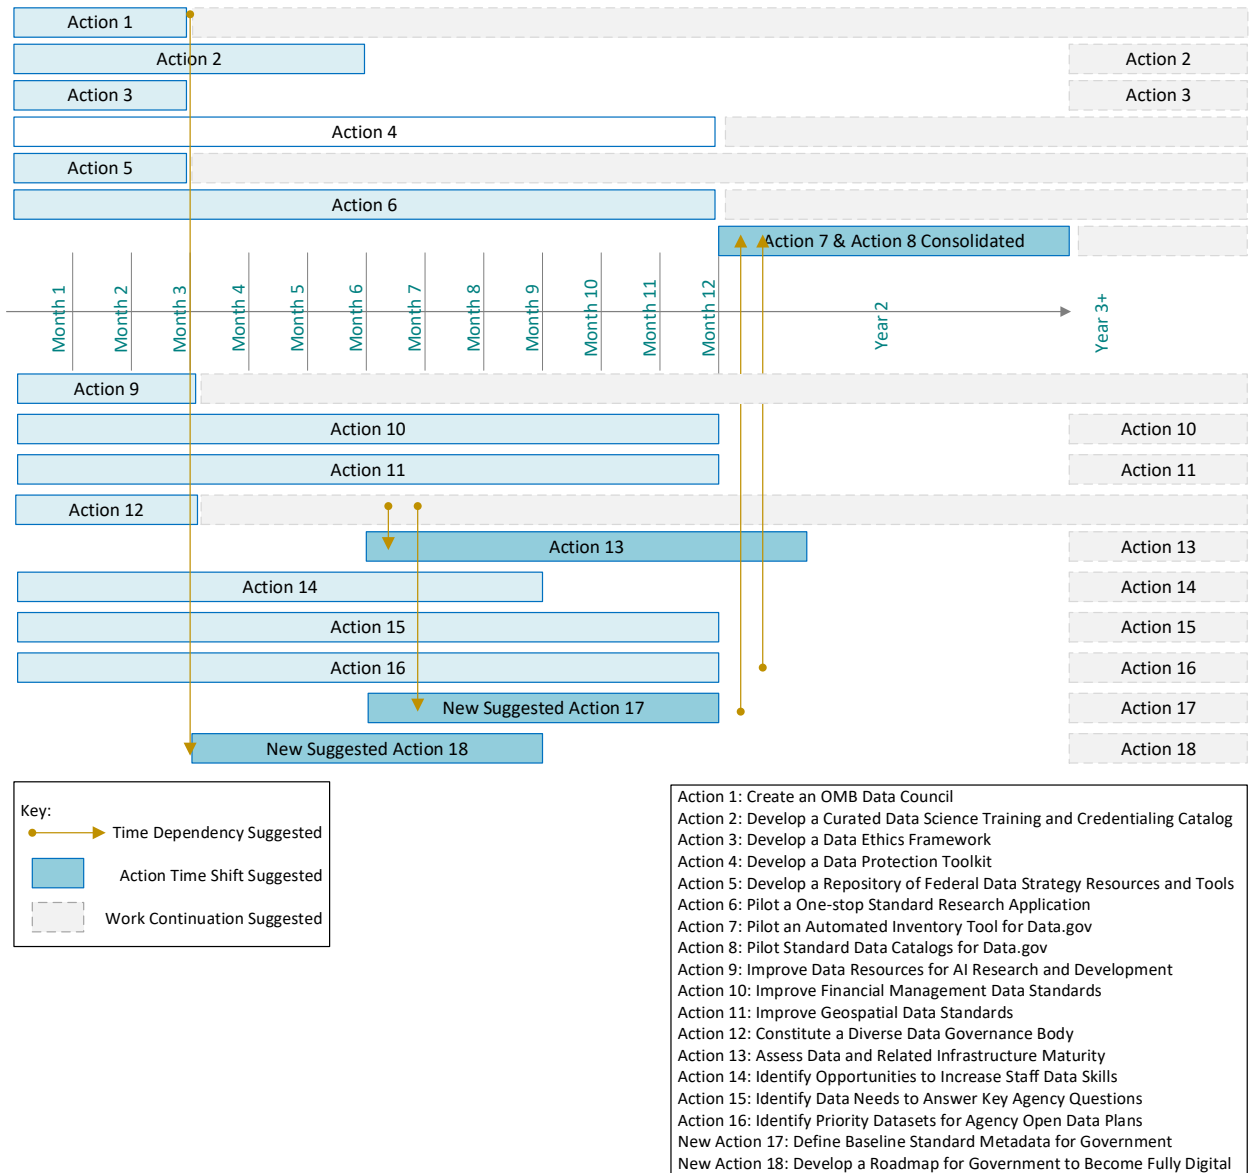 Action 1
Action 2
Action 2
Action 3
Action 3
Action 4
Action 5
Action 6
Action 7 & Action 8 Consolidated
Month 1
Month 2
Month 3
Month 4
Month 5
Month 6
Month 7
Month 8
Month 9
Month 10
Month 11
Month 12
Year 2
Year 3+
Action 9
Action 10
Action 10
Action 11
Action 11
Action 12
Action 13
Action 13
Action 14
Action 14
Action 15
Action 15
Action 16
Action 16
New Suggested Action 17
Action 17
New Suggested Action 18
Action 18
Key:
Time Dependency Suggested
Action Time Shift Suggested
Work Continuation Suggested
Action 1: Create an OMB Data Council
Action 2: Develop a Curated Data Science Training and Credentialing Catalog
Action 3: Develop a Data Ethics Framework
Action 4: Develop a Data Protection Toolkit
Action 5: Develop a Repository of Federal Data Strategy Resources and Tools
Action 6: Pilot a One-stop Standard Research Application
Action 7: Pilot an Automated Inventory Tool for Data.gov
Action 8: Pilot Standard Data Catalogs for Data.gov
Action 9: Improve Data Resources for AI Research and Development
Action 10: Improve Financial Management Data Standards
Action 11: Improve Geospatial Data Standards
Action 12: Constitute a Diverse Data Governance Body
Action 13: Assess Data and Related Infrastructure Maturity
Action 14: Identify Opportunities to Increase Staff Data Skills
Action 15: Identify Data Needs to Answer Key Agency Questions
Action 16: Identify Priority Datasets for Agency Open Data Plans
New Action 17: Define Baseline Standard Metadata for Government
New Action 18: Develop a Roadmap for Government to Become Fully Digital